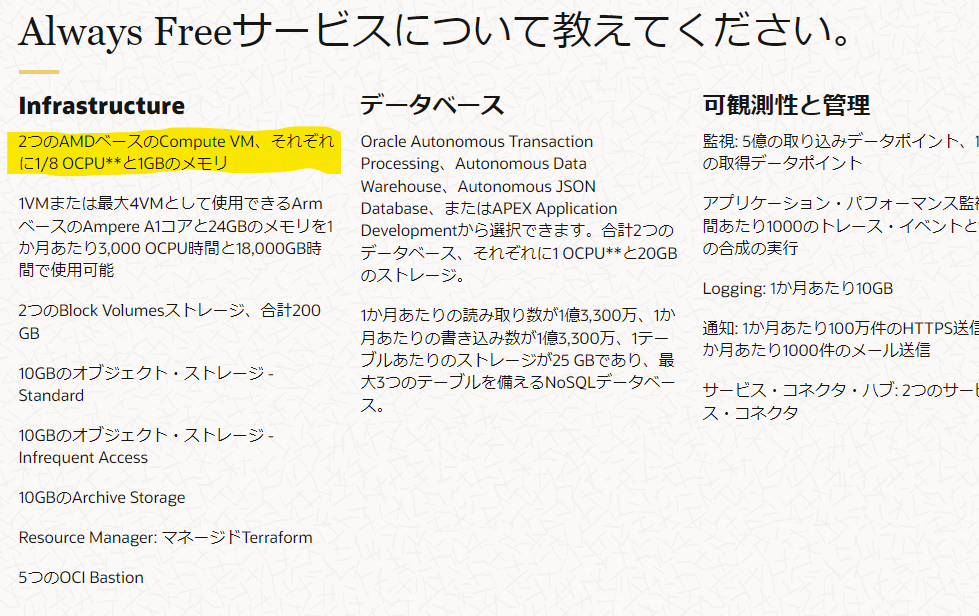 Always Freeサービスについて教えてください。
Infrastructure
2つのAMDベースのCompute VM、それぞれ
に1/8 OCPU**と1GBのメモリ
1VMまたは最大4VMとして使用できるArm
ベースのAmpere A1コアと24GBのメモリを1
か月あたり3,000 OCPU時間と18,000GB時
間で使用可能
2つのBlock Volumesストレージ、合計200
GB
10GBのオブジェクト・ストレージ -
Standard
10GBのオブジェクト・ストレージ -
Infrequent Access
10GBのArchive Storage
Resource Manager: マネージドTerraform
5つのOCI Bastion
データベース
Oracle Autonomous Transaction
Processing、Autonomous Data
Warehouse、Autonomous JSON
Database、またはAPEX Application
Developmentから選択できます。合計2つの
データベース、それぞれに1 OCPU**と20GB
のストレージ。
1か月あたりの読み取り数が1億3,300万、1か
月あたりの書き込み数が1億3,300万、1テー
ブルあたりのストレージが25 GBであり、最
大3つのテーブルを備えるNoSQLデータベー
ス。
可観測性と管理
監視: 5億の取り込みデータポイント、1
の取得データポイント
アプリケーション・パフォーマンス監
間あたり1000のトレース・イベントと
の合成の実行
Logging: 1か月あたり10GB
通知: 1か月あたり100万件のHTTPS送
か月あたり1000件のメール送信
サービス・コネクタ・ハブ: 2つのサー
ス・コネクタ